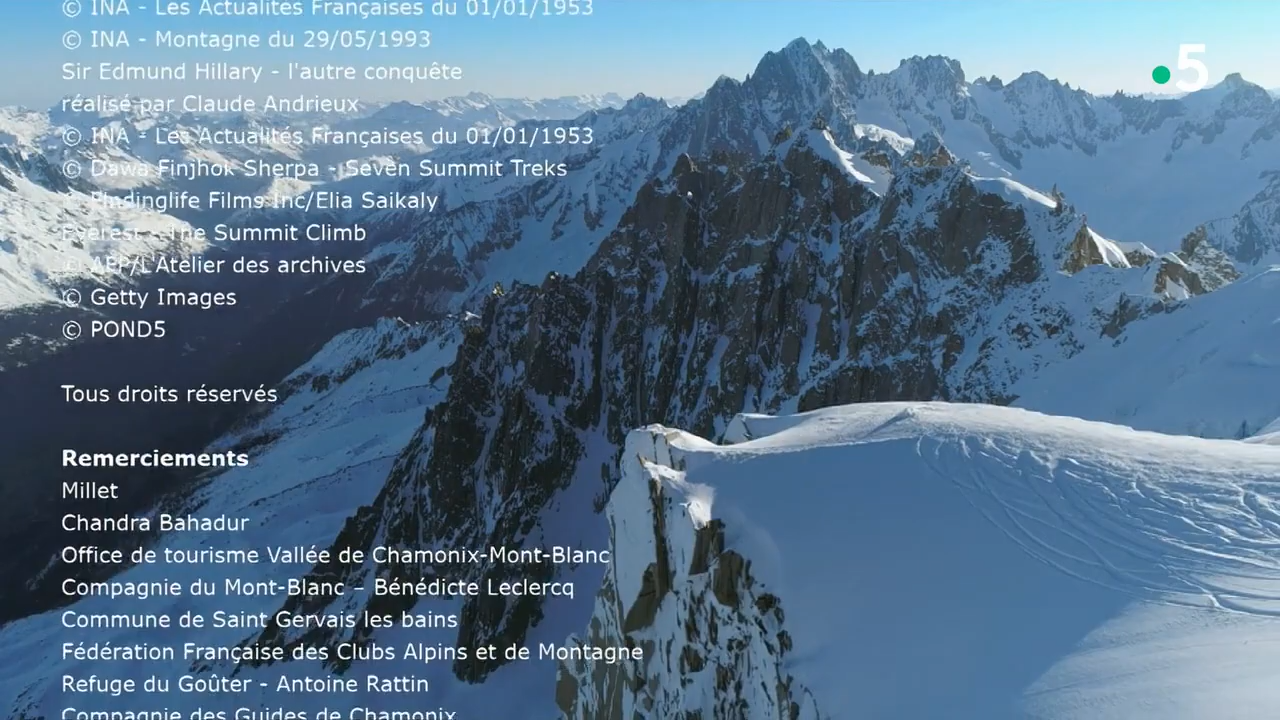 © INA - Les Actualités Françaises du 01/01/1953
© INA - Montagne du 29/05/1993
Sir Edmund Hillary - l'autre conquête
réalisé par Claude Andrieux
© INA - Les Actualités Françaises du 01/01/1953
© Dawa Finjhok Sherpa - Seven Summit Treks
© Findinglife Films Inc/Elia Saikaly
Everest - The Summit Climb
© AFP/L'Atelier des archives
© Getty Images
© POND5
Tous droits réservés
Remerciements
Millet
Chandra Bahadur
Office de tourisme Vallée de Chamonix-Mont-Blanc
Compagnie du Mont-Blanc – Bénédicte Leclercq
Commune de Saint Gervais les bains
Fédération Française des Clubs Alpins et de Montagne
Refuge du Goûter - Antoine Rattin
Compagnie des Guides de Chamonix
5